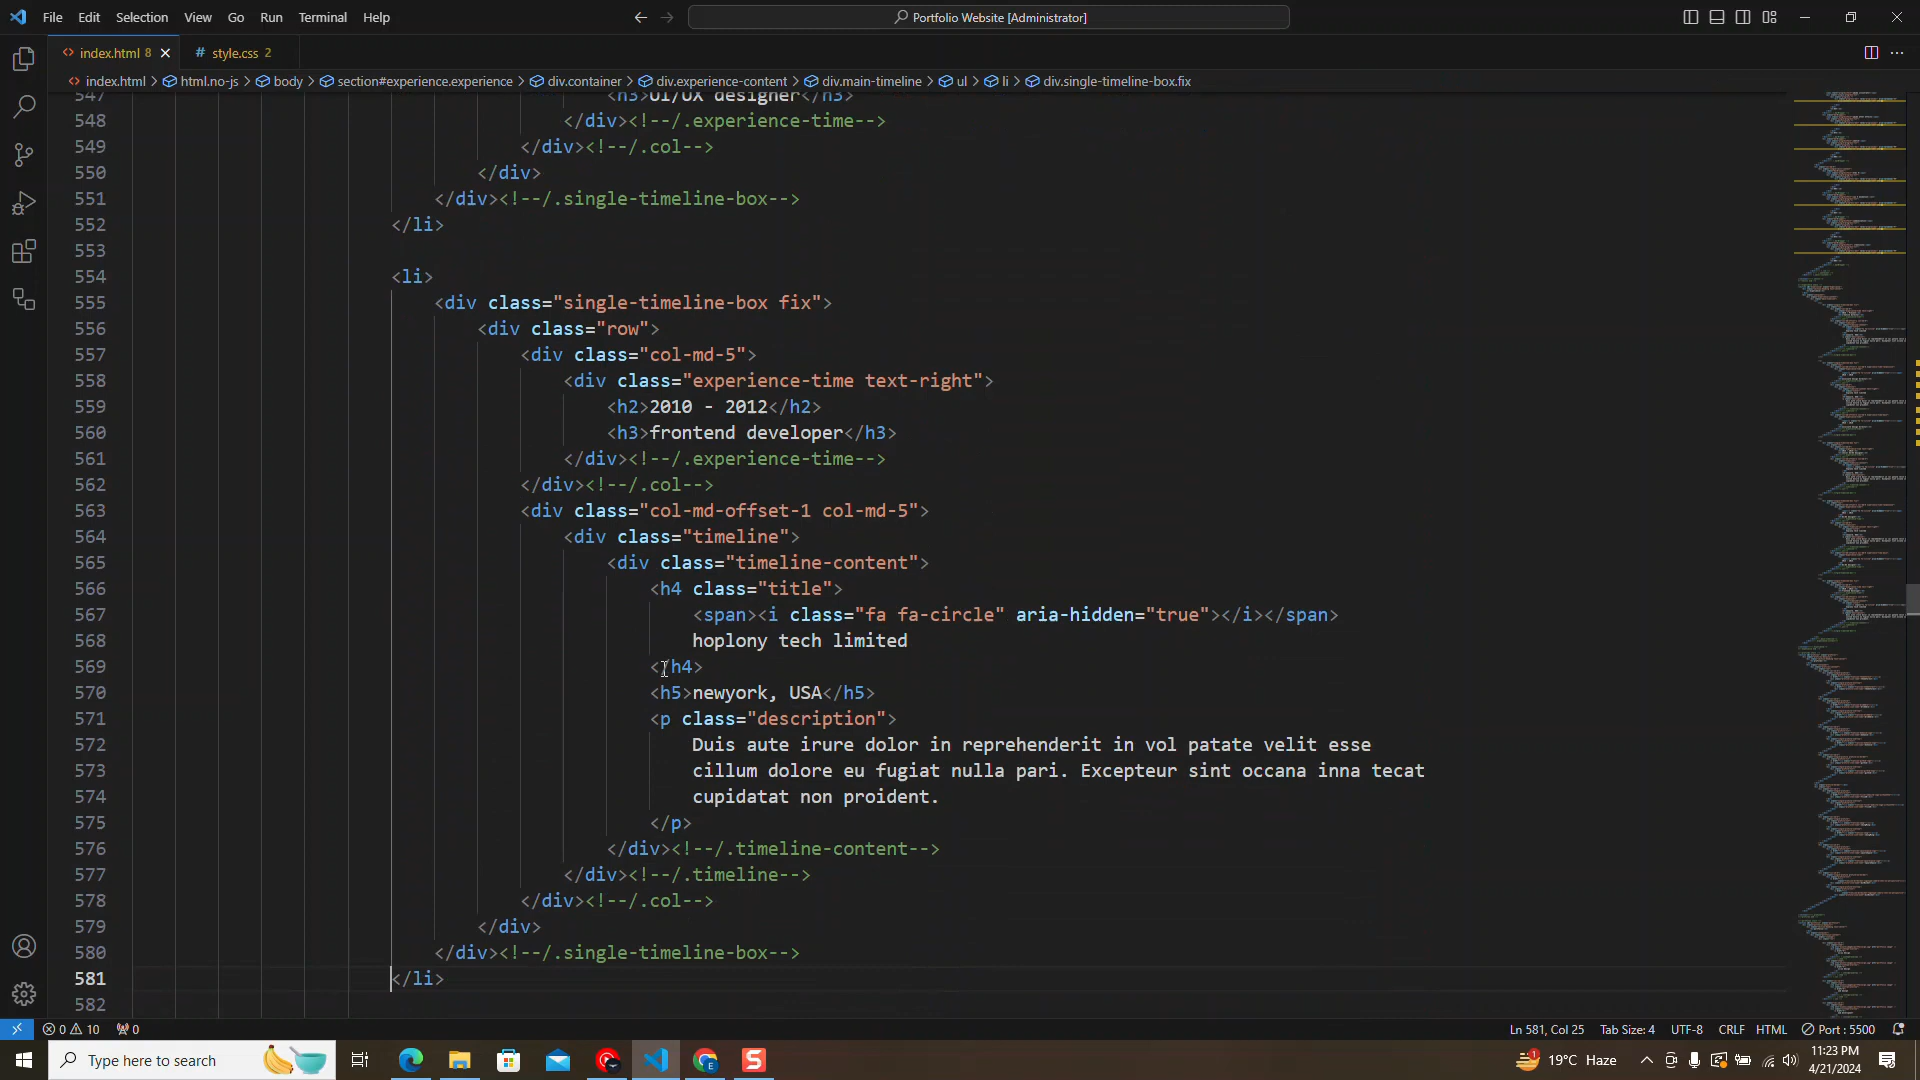 File Edit Selection View Go Run Terminal Help
Portfolio Website [Administrator]
index.html 8
# style.css 2
index.html > html.no-js > body > section#experience.experience > div.container > div.experience-content > div.main-timeline > ul > li > div.single-timeline-box.fix
547 <h3>UI/UX designer</h3>
548 </div><!--/.experience-time-->
549 </div><!--/.col-->
550 </div>
551 </div><!--/.single-timeline-box-->
552 </li>
553
554 <li>
555 <div class="single-timeline-box fix">
556 <div class="row">
557 <div class="col-md-5">
558 <div class="experience-time text-right">
559 <h2>2010 - 2012</h2>
560 <h3>frontend developer</h3>
561 </div><!--/.experience-time-->
562 </div><!--/.col-->
563 <div class="col-md-offset-1 col-md-5">
564 <div class="timeline">
565 <div class="timeline-content">
566 <h4 class="title">
567 <span><i class="fa fa-circle" aria-hidden="true"></i></span>
568 hoplony tech limited
569 </h4>
570 <h5>newyork, USA</h5>
571 <p class="description">
572 Duis aute irure dolor in reprehenderit in vol patate velit esse
573 cillum dolore eu fugiat nulla pari. Excepteur sint occana inna tecat
574 cupidatat non proident.
575 </p>
576 </div><!--/.timeline-content-->
577 </div><!--/.timeline-->
578 </div><!--/.col-->
579 </div>
580 </div><!--/.single-timeline-box-->
581 </li>
582
0 10 0
Ln 581, Col 25 Tab Size: 4 UTF-8 CRLF HTML Port : 5500
Type here to search
19°C Haze
11:23 PM
4/21/2024